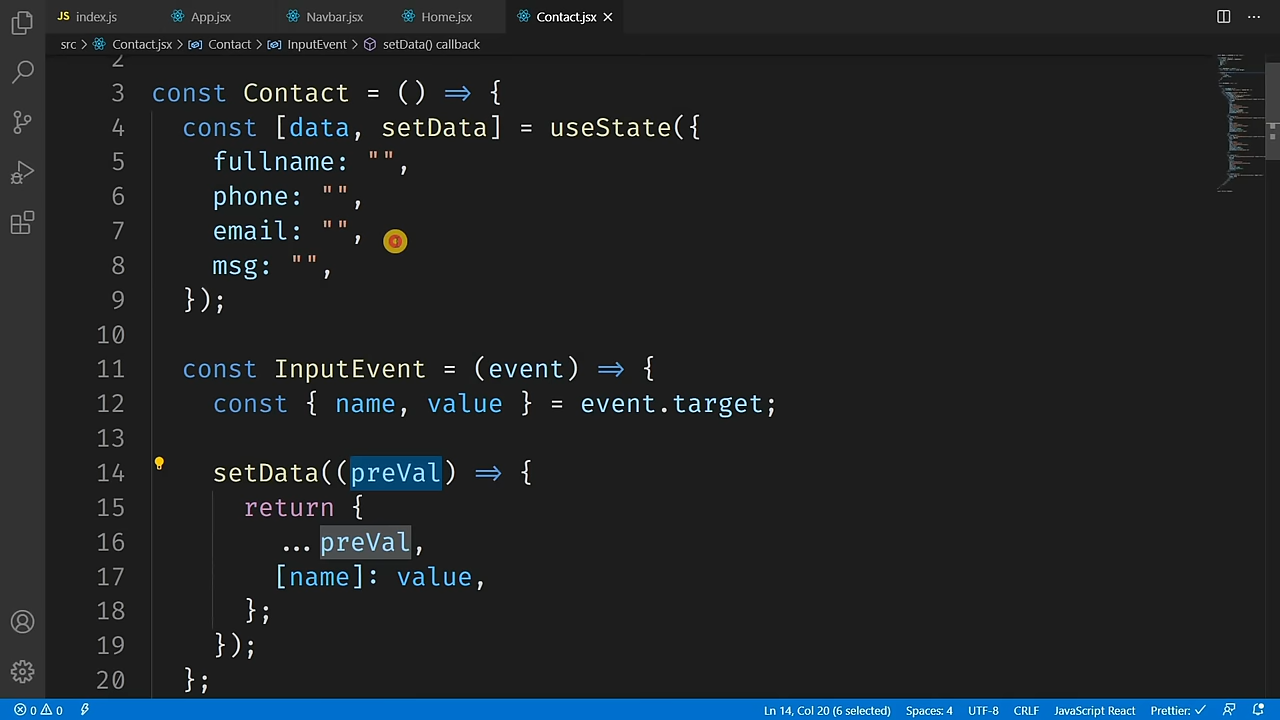 JS index.js App.jsx Navbar.jsx Home.jsx Contact.jsx
src > Contact.jsx > Contact > InputEvent > setData() callback
2
3 const Contact = () => {
4 const [data, setData] = useState({
5 fullname: "",
6 phone: "",
7 email: "",
8 msg: "",
9 });
10
11 const InputEvent = (event) => {
12 const { name, value } = event.target;
13
14 setData((preVal) => {
15 return {
16 ...preVal,
17 [name]: value,
18 };
19 });
20 };
0 0 Ln 14, Col 20 (6 selected) Spaces: 4 UTF-8 CRLF JavaScript React Prettier: ✓